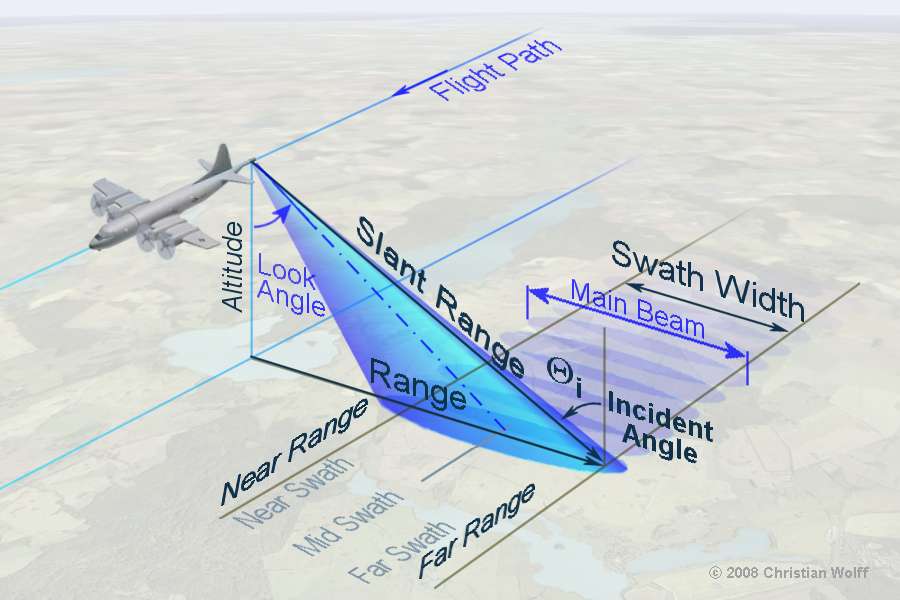 Flight Path
Altitude
Look
Angle
Slant Range
Swath Width
Main Beam
Range
Θi
Incident
Angle
Near Range
Near Swath
Mid Swath
Far Swath
Far Range
© 2008 Christian Wolff